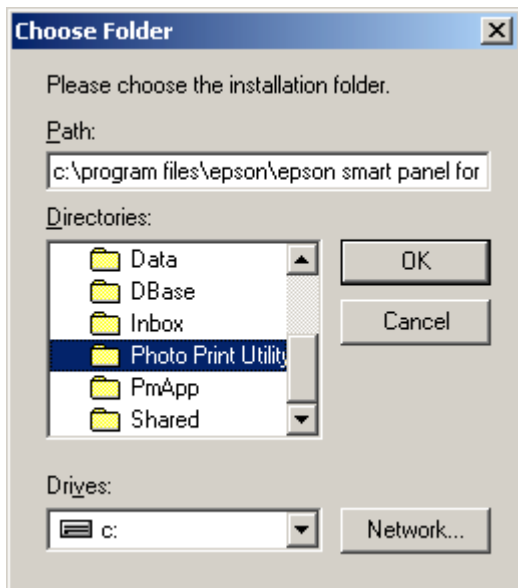 Choose Folder
Please choose the installation folder.
Path:
c:\program files\epson\epson smart panel for
Directories:
Data
OK
DBase
Inbox
Cancel
Photo Print Utility
PmApp
Shared
Drives:
c:
Network...